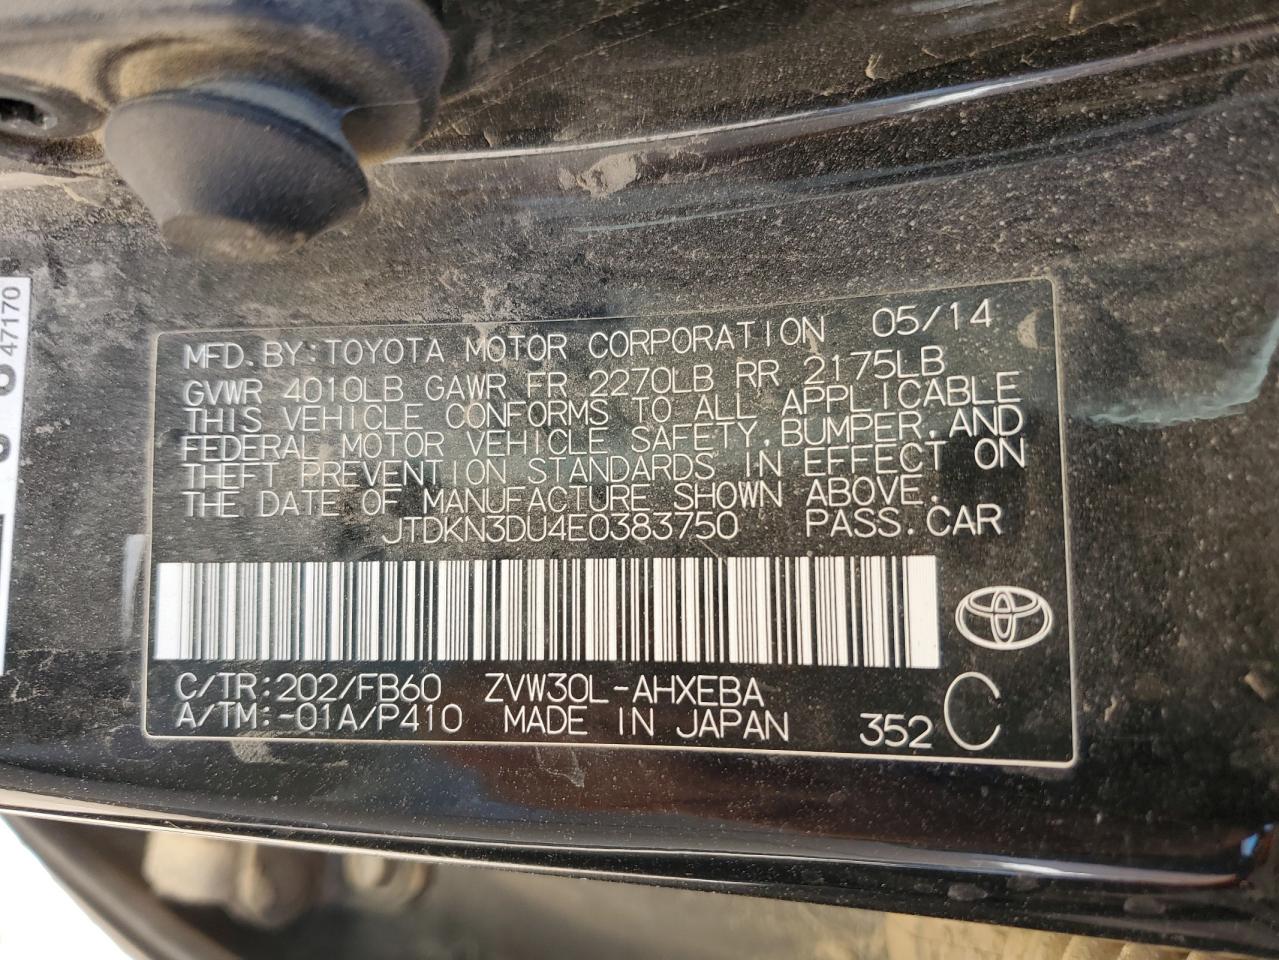 MFD. BY: TOYOTA MOTOR CORPORATION 05/14
GVWR 4010LB GAWR FR 2270LB RR 2175LB
THIS VEHICLE CONFORMS TO ALL APPLICABLE
FEDERAL MOTOR VEHICLE SAFETY, BUMPER, AND
THEFT PREVENTION STANDARDS IN EFFECT ON
THE DATE OF MANUFACTURE SHOWN ABOVE.
JTDKN3DU4E0383750 PASS. CAR
C/TR: 202/FB60 ZVW30L-AHXEBA
A/TM: -01A/P410 MADE IN JAPAN 352 C
47170